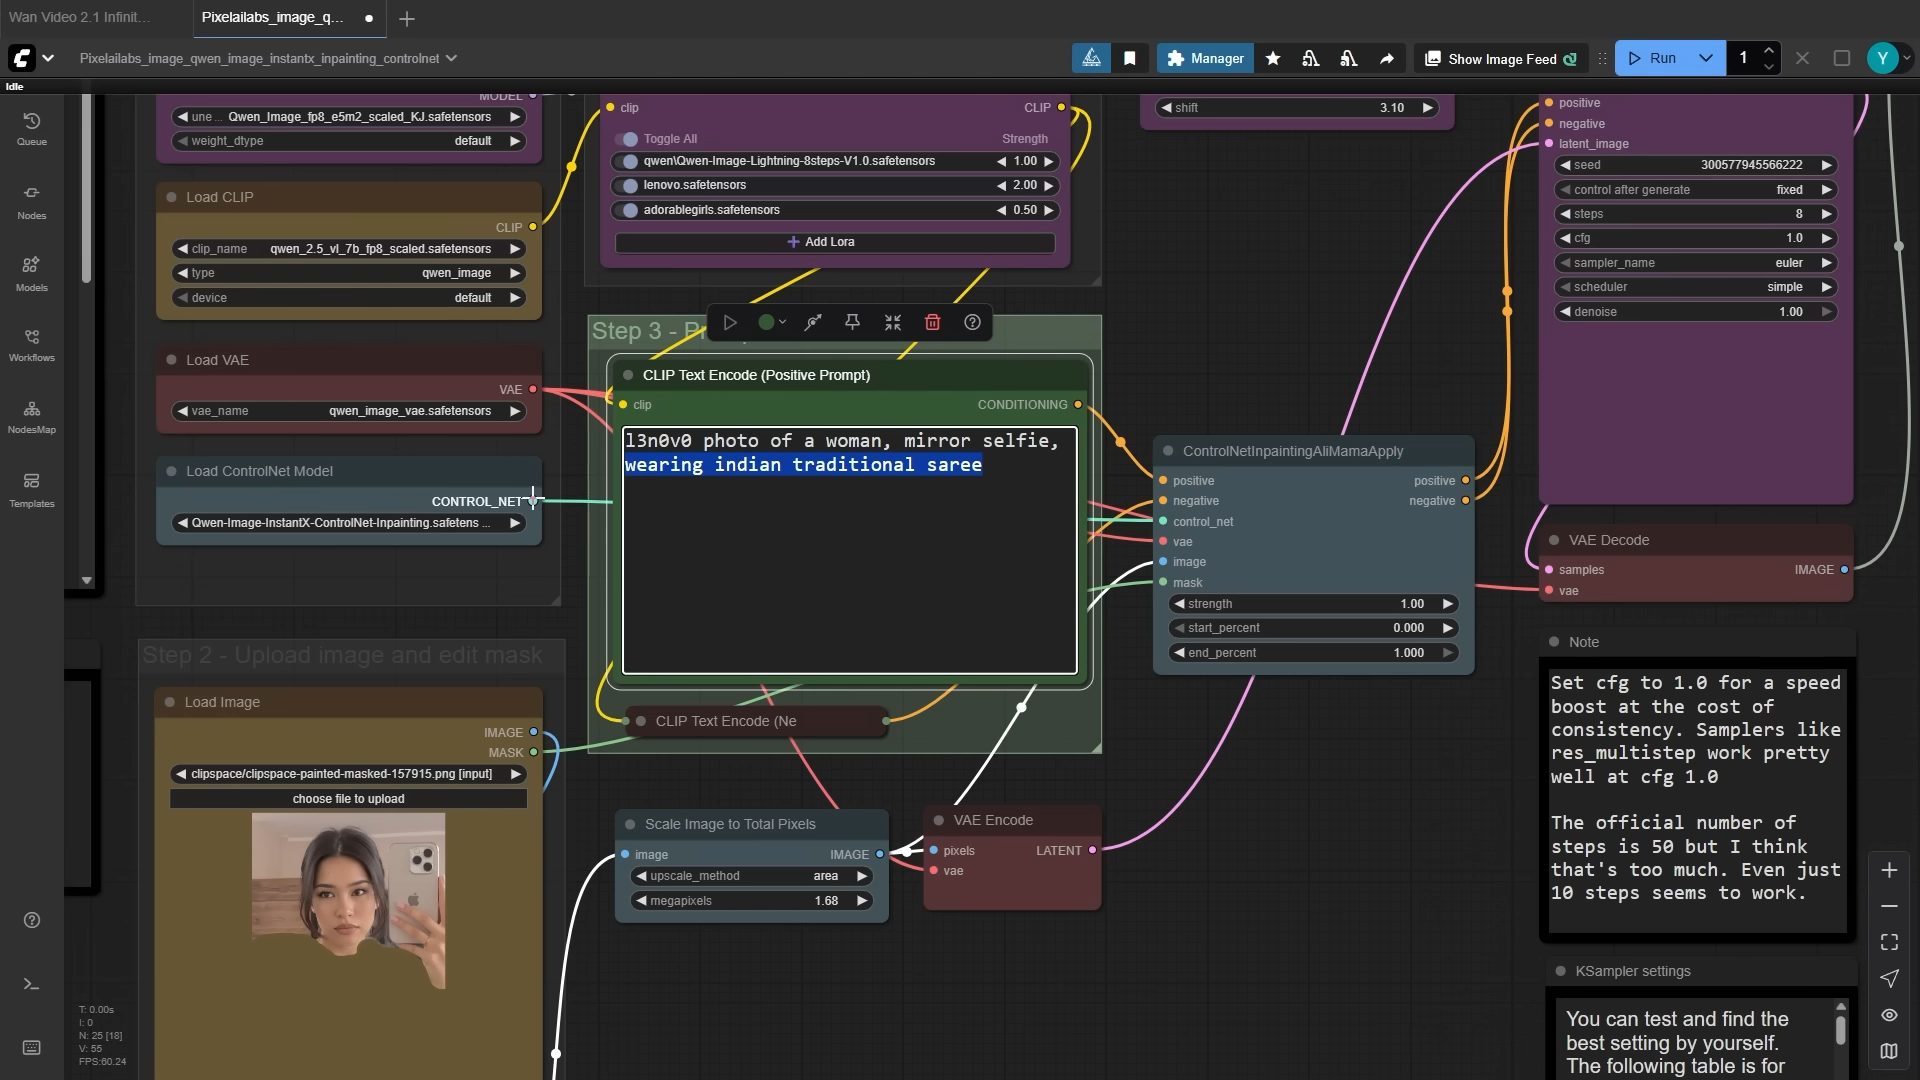 Wan Video 2.1 Infinit...
Pixelailabs_image_q...
Pixelailabs_image_qwen_image_instantx_inpainting_controlnet
Manager
Show Image Feed
Run
1
Y
Idle
Queue
Nodes
Models
Workflows
NodesMap
Templates
MODEL
une ... Qwen_Image_fp8_e5m2_scaled_KJ.safetensors
weight_dtype default
Load CLIP
CLIP
clip_name qwen_2.5_vl_7b_fp8_scaled.safetensors
type qwen_image
device default
Load VAE
VAE
vae_name qwen_image_vae.safetensors
Load ControlNet Model
CONTROL_NET
Qwen-Image-InstantX-ControlNet-Inpainting.safetens ...
Step 2 - Upload image and edit mask
Load Image
IMAGE
MASK
clipspace/clipspace-painted-masked-157915.png [input]
choose file to upload
T: 0.00s
I: 0
N: 25 [18]
V: 55
FPS:60.24
clip CLIP
Toggle All Strength
qwen\Qwen-Image-Lightning-8steps-V1.0.safetensors 1.00
lenovo.safetensors 2.00
adorablegirls.safetensors 0.50
Add Lora
Step 3 - P
CLIP Text Encode (Positive Prompt)
clip CONDITIONING
l3n0v0 photo of a woman, mirror selfie,
wearing indian traditional saree
CLIP Text Encode (Ne
Scale Image to Total Pixels
image IMAGE
upscale_method area
megapixels 1.68
VAE Encode
pixels LATENT
vae
shift 3.10
ControlNetInpaintingAliMamaApply
positive positive
negative negative
control_net
vae
image
mask
strength 1.00
start_percent 0.000
end_percent 1.000
positive
negative
latent_image
seed 300577945566222
control after generate fixed
steps 8
cfg 1.0
sampler_name euler
scheduler simple
denoise 1.00
VAE Decode
samples IMAGE
vae
Note
Set cfg to 1.0 for a speed
boost at the cost of
consistency. Samplers like
res_multistep work pretty
well at cfg 1.0
The official number of
steps is 50 but I think
that's too much. Even just
10 steps seems to work.
KSampler settings
You can test and find the
best setting by yourself.
The following table is for